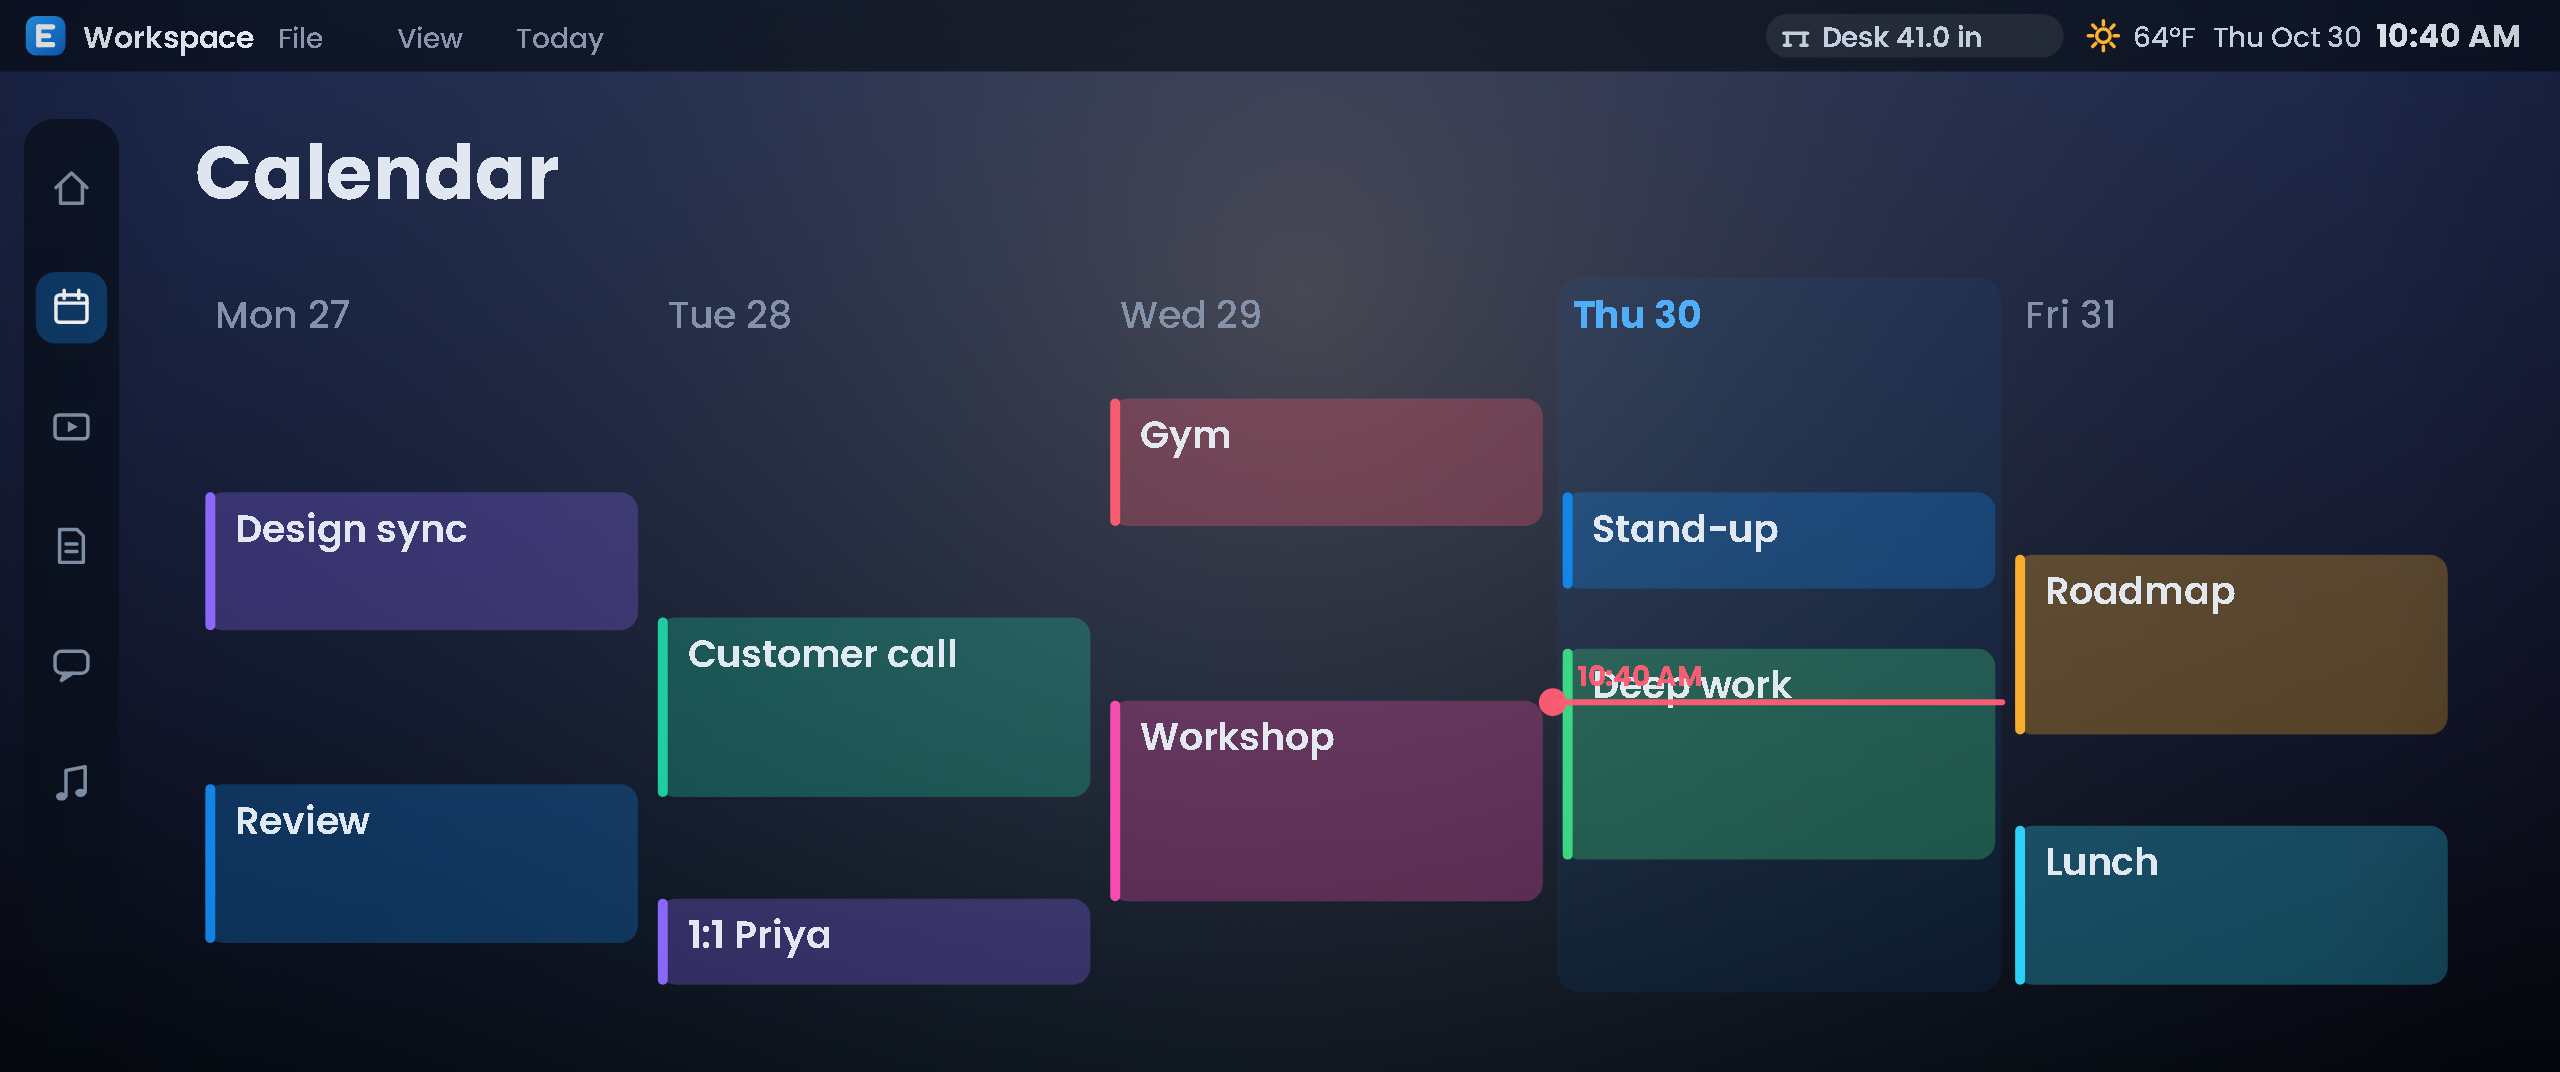 E Workspace File View Today Desk 41.0 in 64°F Thu Oct 30 10:40 AM
Calendar
Mon 27 Tue 28 Wed 29 Thu 30 Fri 31
Gym
Design sync
Stand-up
Roadmap
Customer call
10:40 AM
Deep work
Workshop
Review
Lunch
1:1 Priya